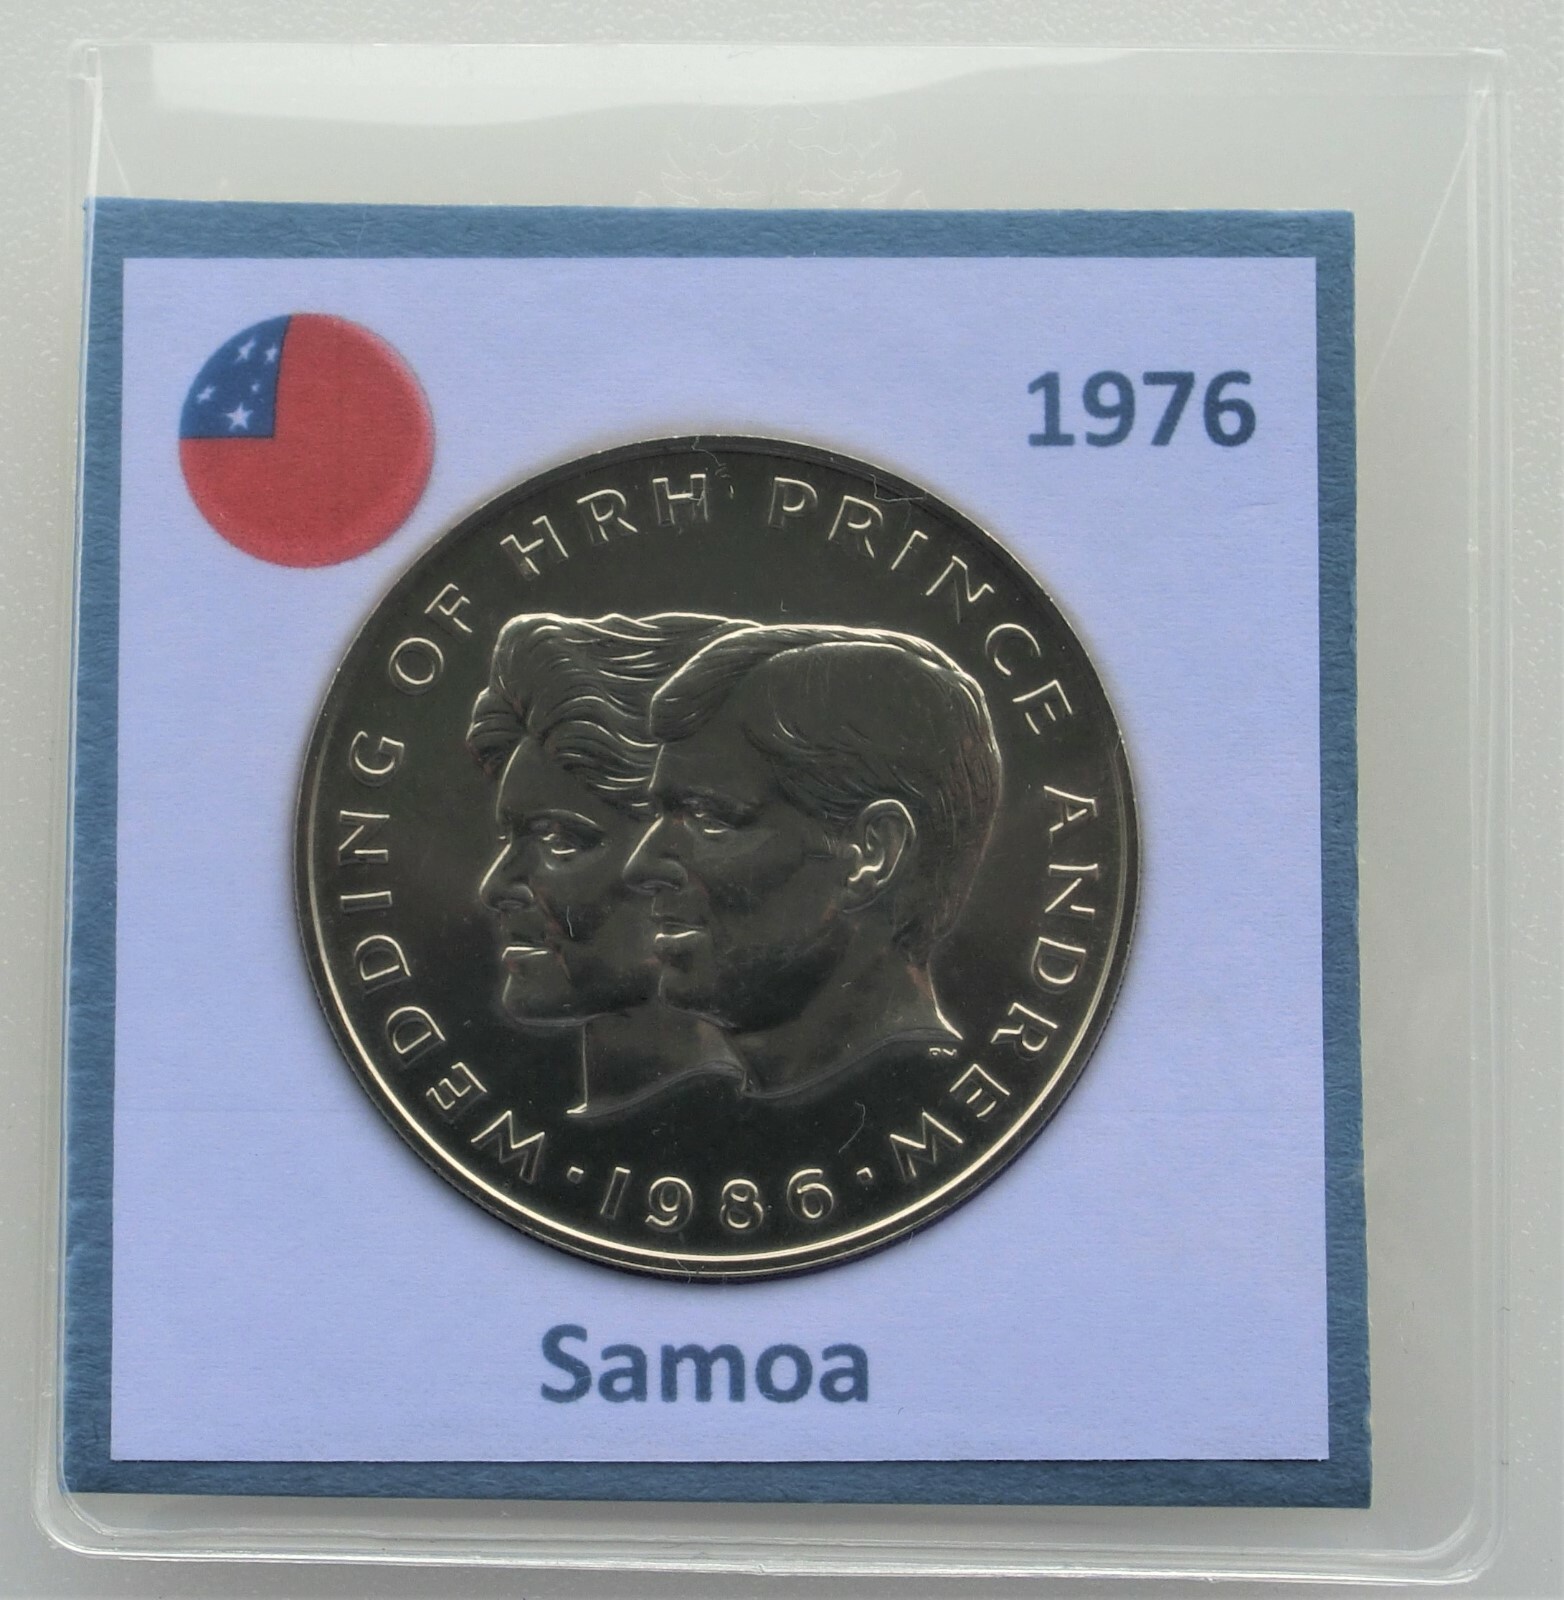 1976
WEDDING OF HRH PRINCE ANDREW
· 1986 ·
Samoa